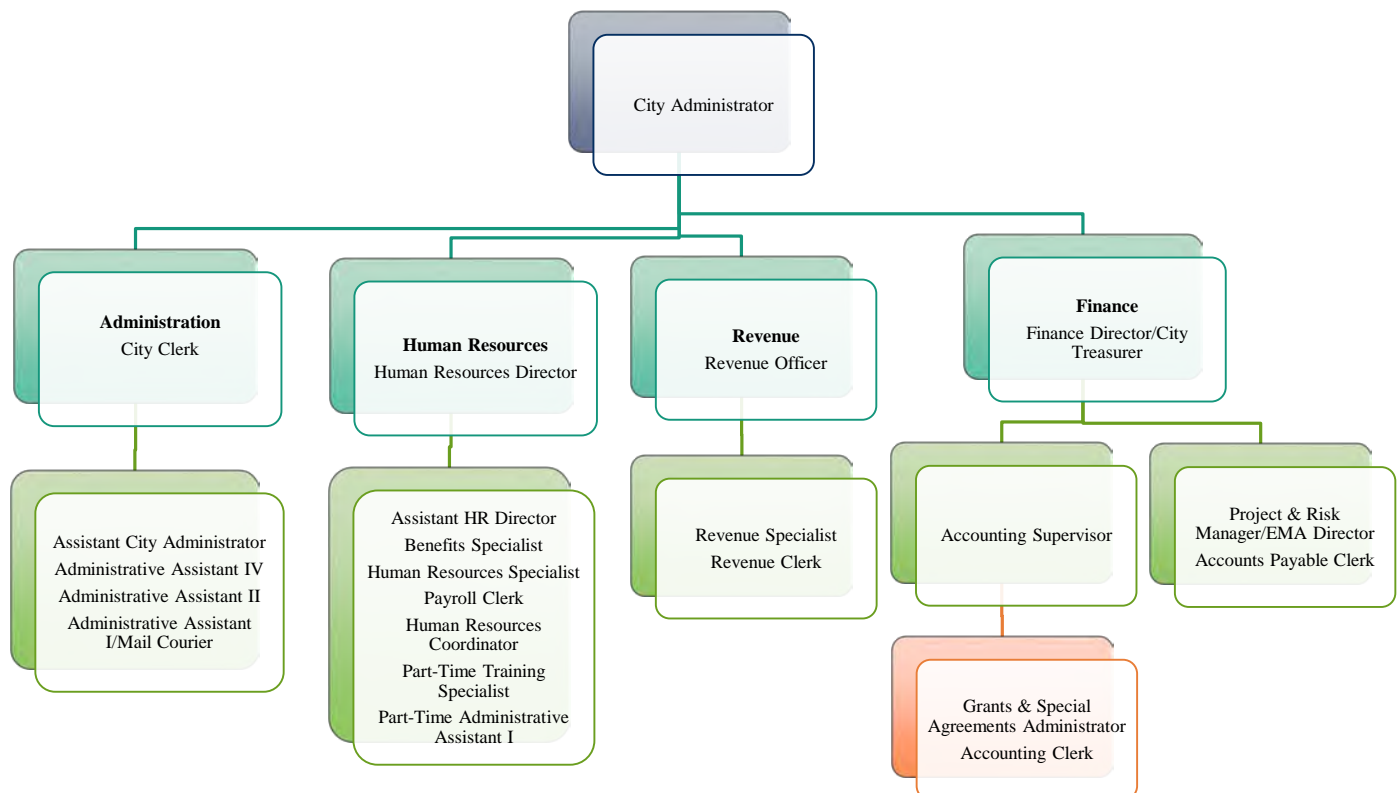 City Administrator
Administration
City Clerk
Human Resources
Human Resources Director
Revenue
Revenue Officer
Finance
Finance Director/City
Treasurer
Assistant City Administrator
Administrative Assistant IV
Administrative Assistant II
Administrative Assistant
I/Mail Courier
Assistant HR Director
Benefits Specialist
Human Resources Specialist
Payroll Clerk
Human Resources
Coordinator
Part-Time Training
Specialist
Part-Time Administrative
Assistant I
Revenue Specialist
Revenue Clerk
Accounting Supervisor
Project & Risk
Manager/EMA Director
Accounts Payable Clerk
Grants & Special
Agreements Administrator
Accounting Clerk